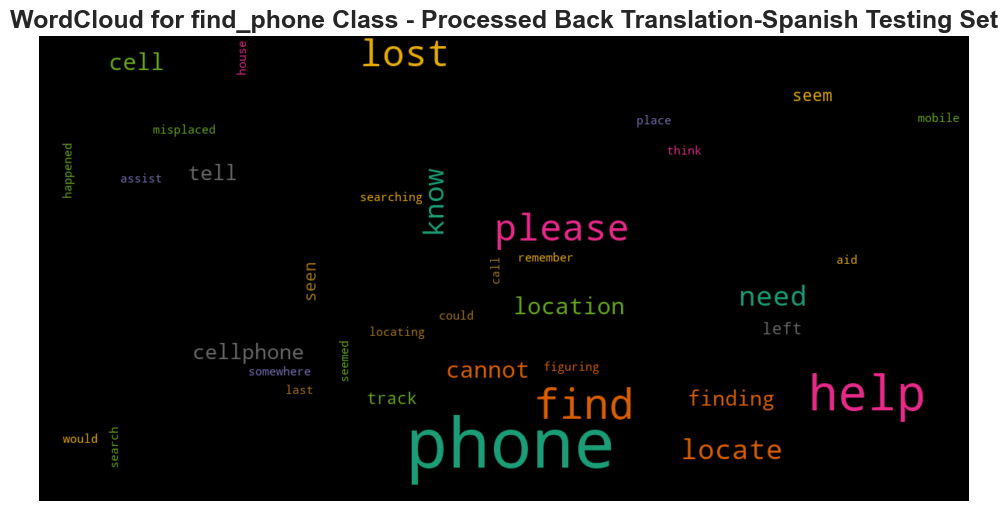 WordCloud for find_phone Class - Processed Back Translation-Spanish Testing Set
cell
house
lost
seem
mobile
place
misplaced
think
happened
assist
tell
searching
know
please
remember
call
aid
seen
need
location
could
left
locating
cellphone
seemed
somewhere
cannot
figuring
last
track
find
finding
help
phone
would
search
locate